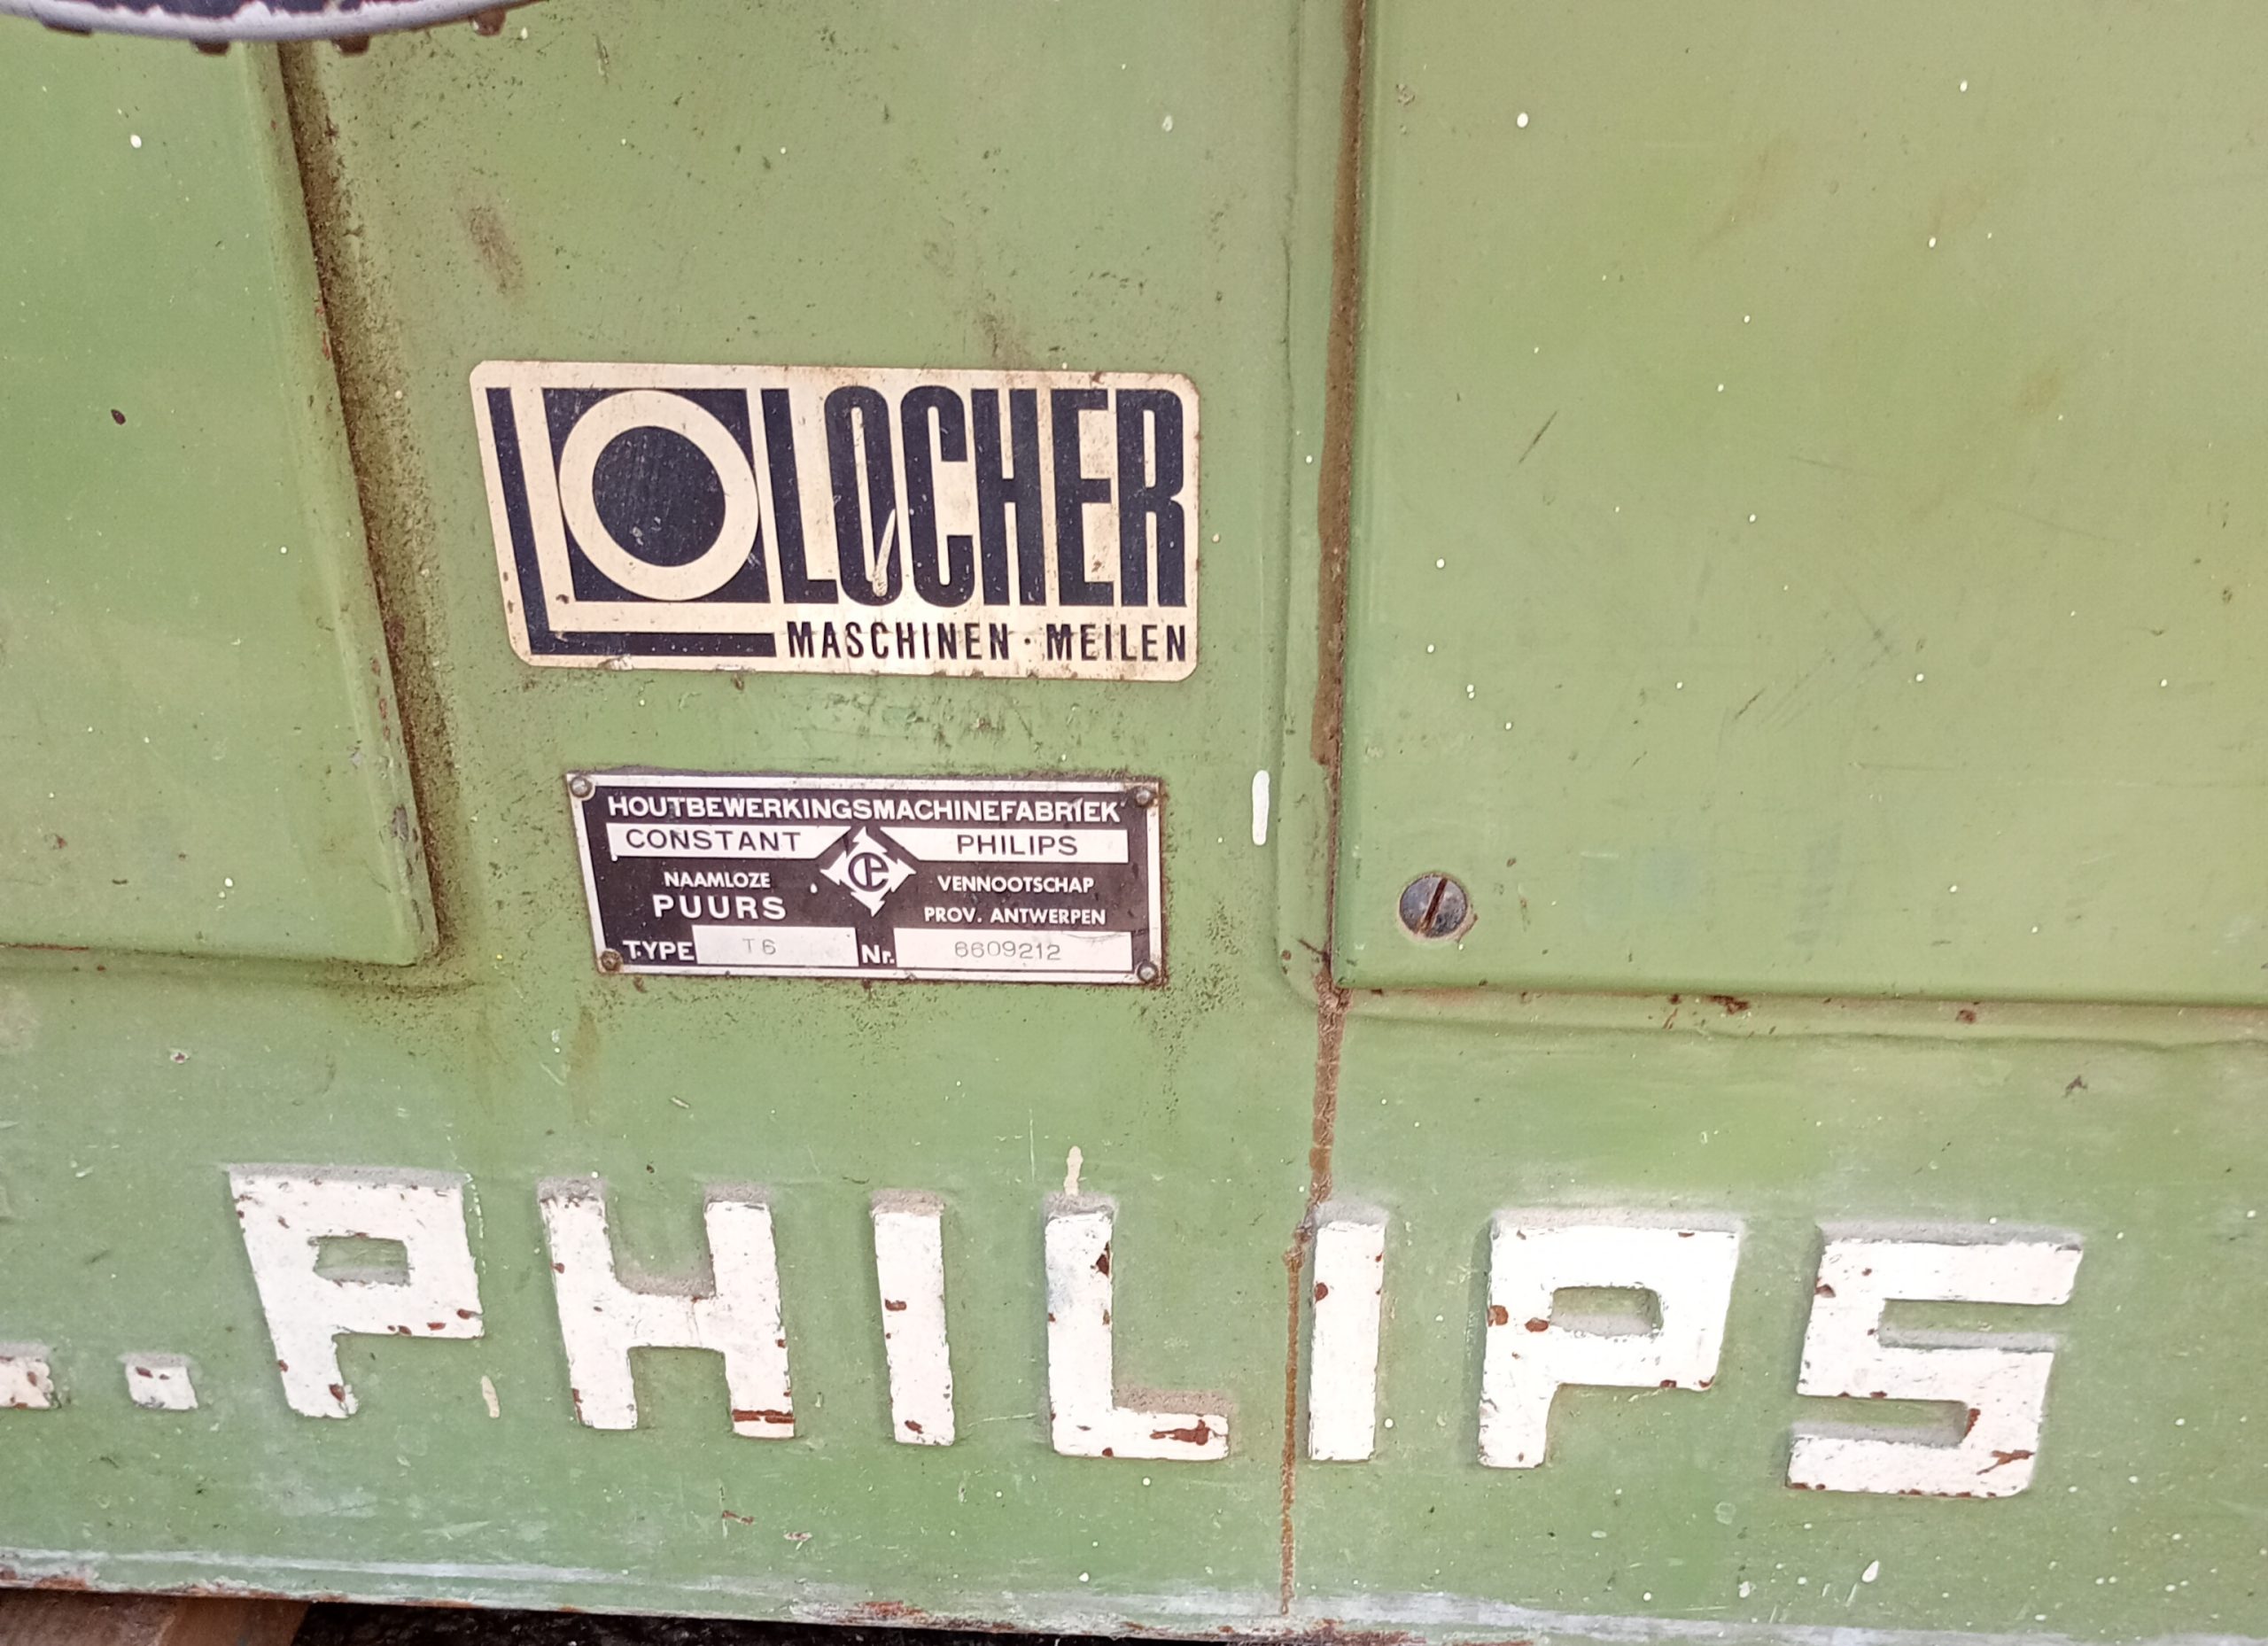 LOCHER
MASCHINEN · MEILEN
HOUTBEWERKINGSMACHINEFABRIEK
CONSTANT PHILIPS
NAAMLOZE VENNOOTSCHAP
PUURS PROV. ANTWERPEN
TYPE T6 Nr. 6609212
PHILIPS